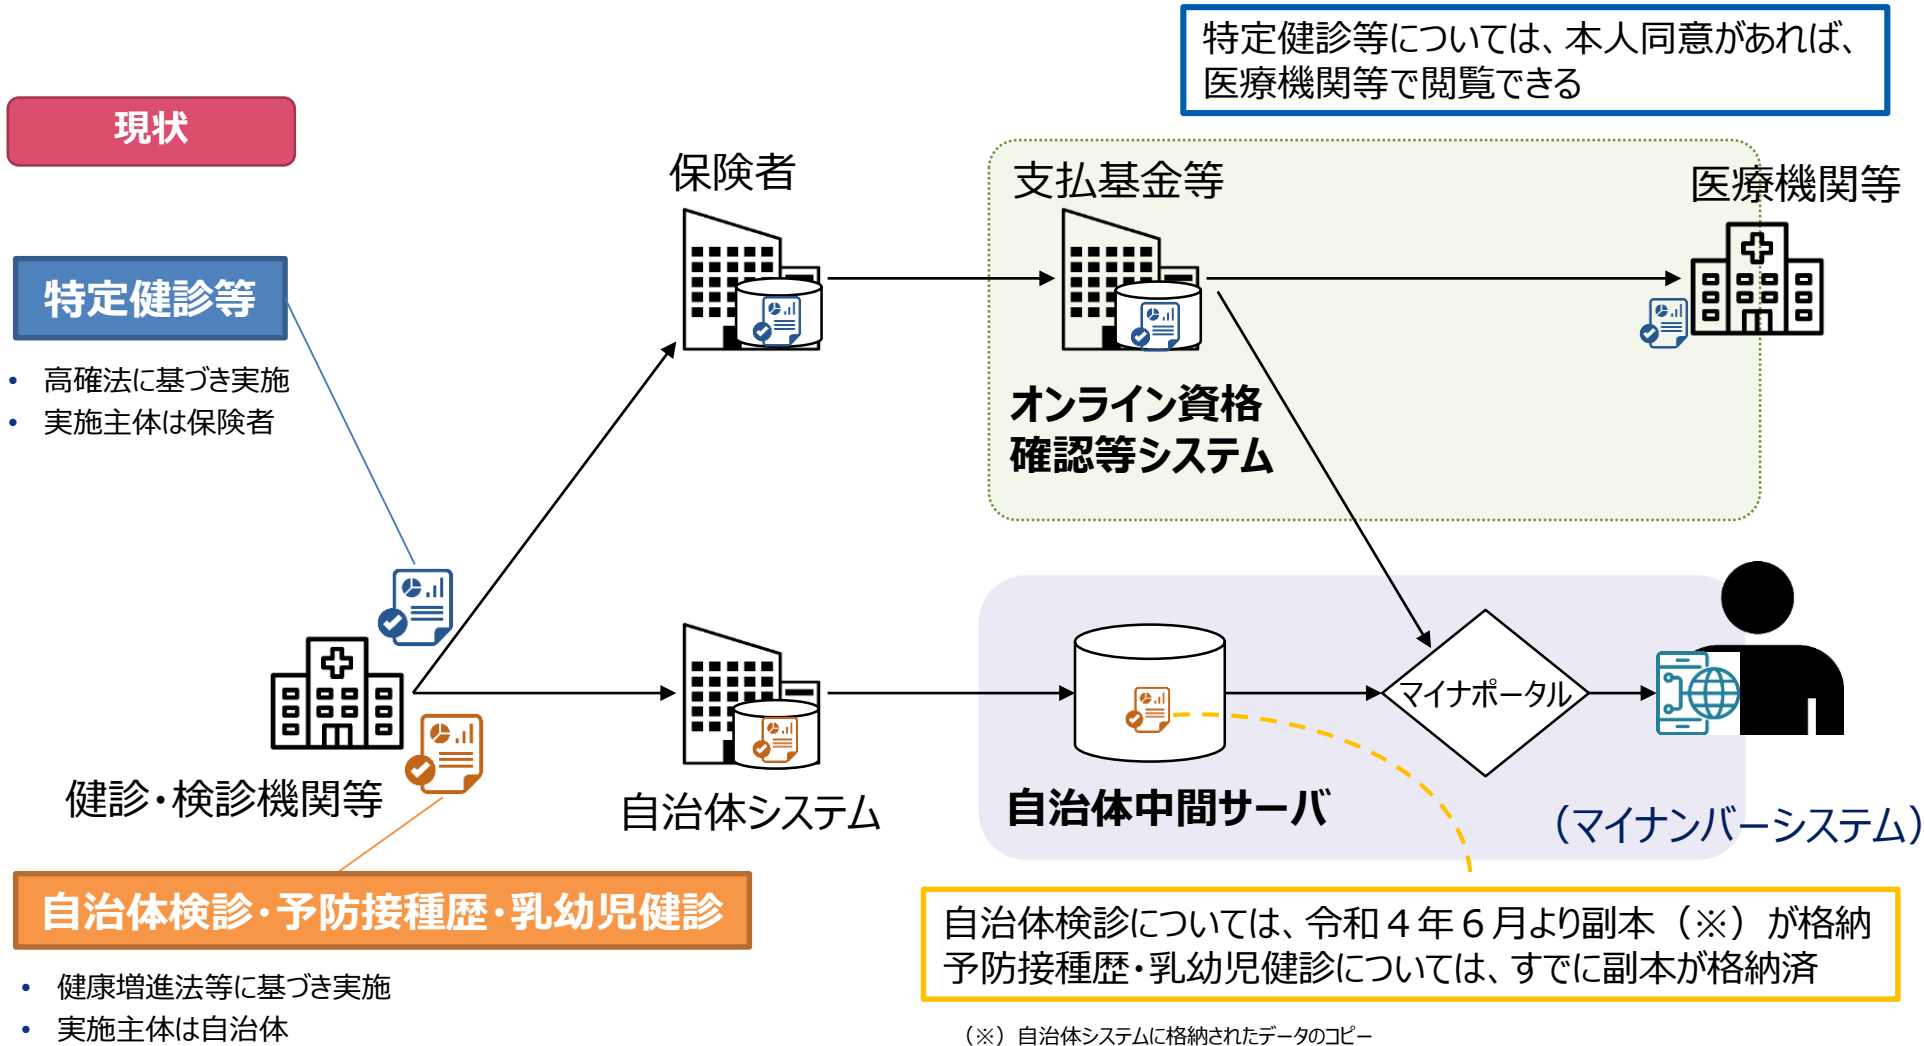 特定健診等については、本人同意があれば、
医療機関等で閲覧できる
現状
保険者
支払基金等
医療機関等
特定健診等
• 高確法に基づき実施
• 実施主体は保険者
オンライン資格
確認等システム
マイナポータル
健診・検診機関等
自治体システム
自治体中間サーバ
（マイナンバーシステム）
自治体検診・予防接種歴・乳幼児健診
• 健康増進法等に基づき実施
• 実施主体は自治体
自治体検診については、令和４年６月より副本（※）が格納
予防接種歴・乳幼児健診については、すでに副本が格納済
（※）自治体システムに格納されたデータのコピー